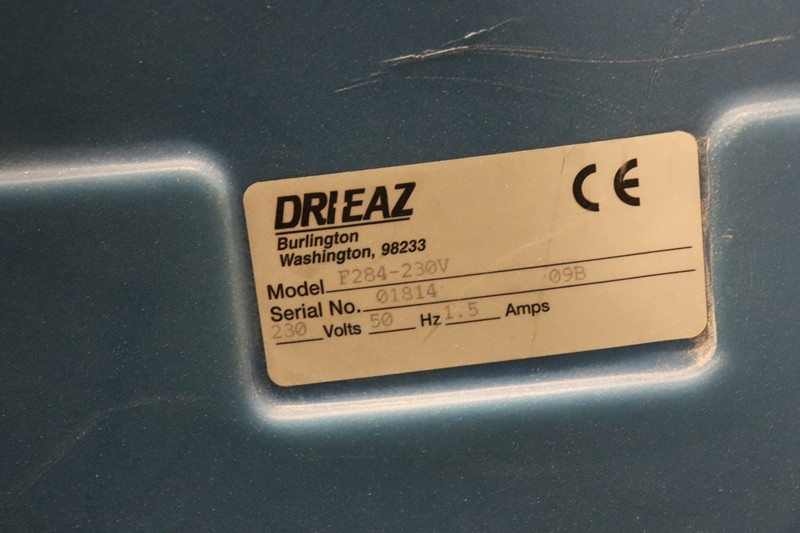 DRI EAZ CE
Burlington
Washington, 98233
Model F284-230V
Serial No. 01814 09B
230 Volts 50 Hz 1.5 Amps